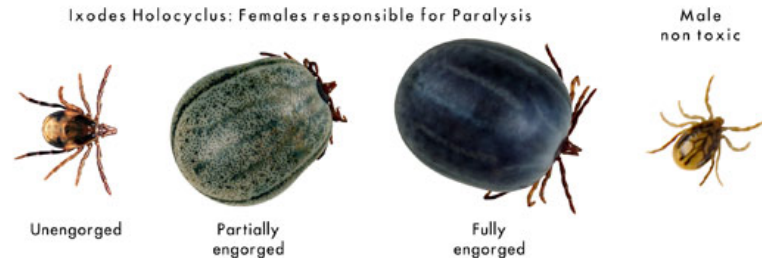 Ixodes Holocyclus: Females responsible for Paralysis
Male
non toxic
Unengorged
Partially
engorged
Fully
engorged